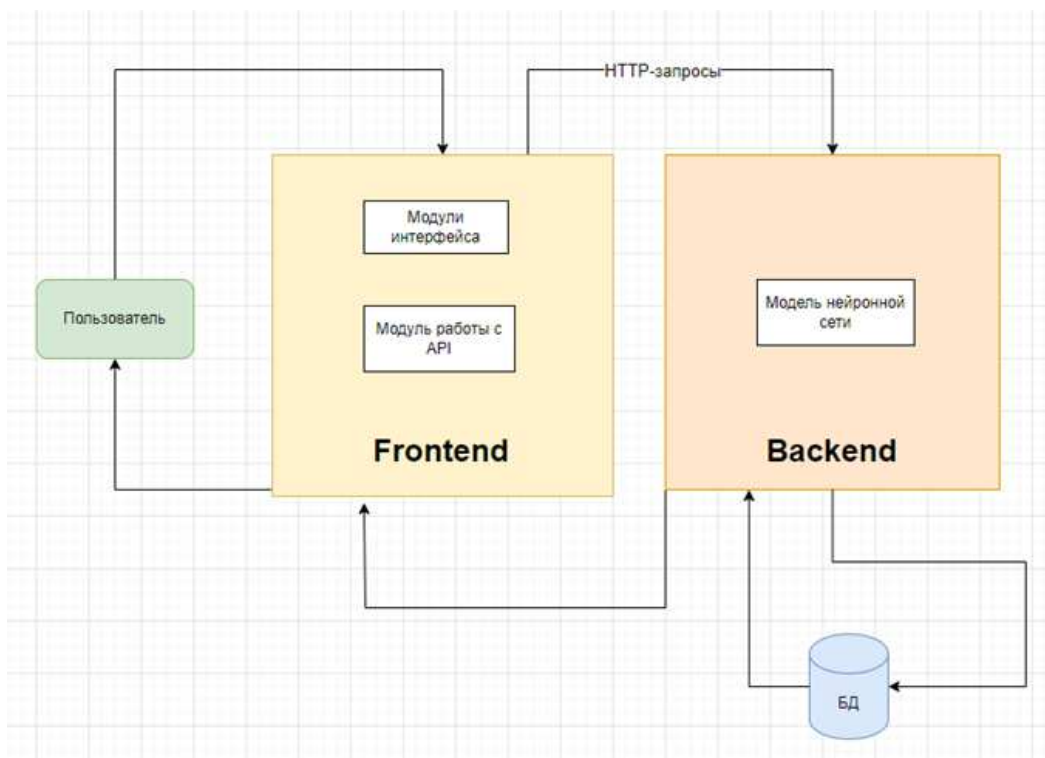 HTTP-запросы
Модули
интерфейса
Пользователь
Модуль работы с
API
Модель нейронной
сети
Frontend
Backend
БД